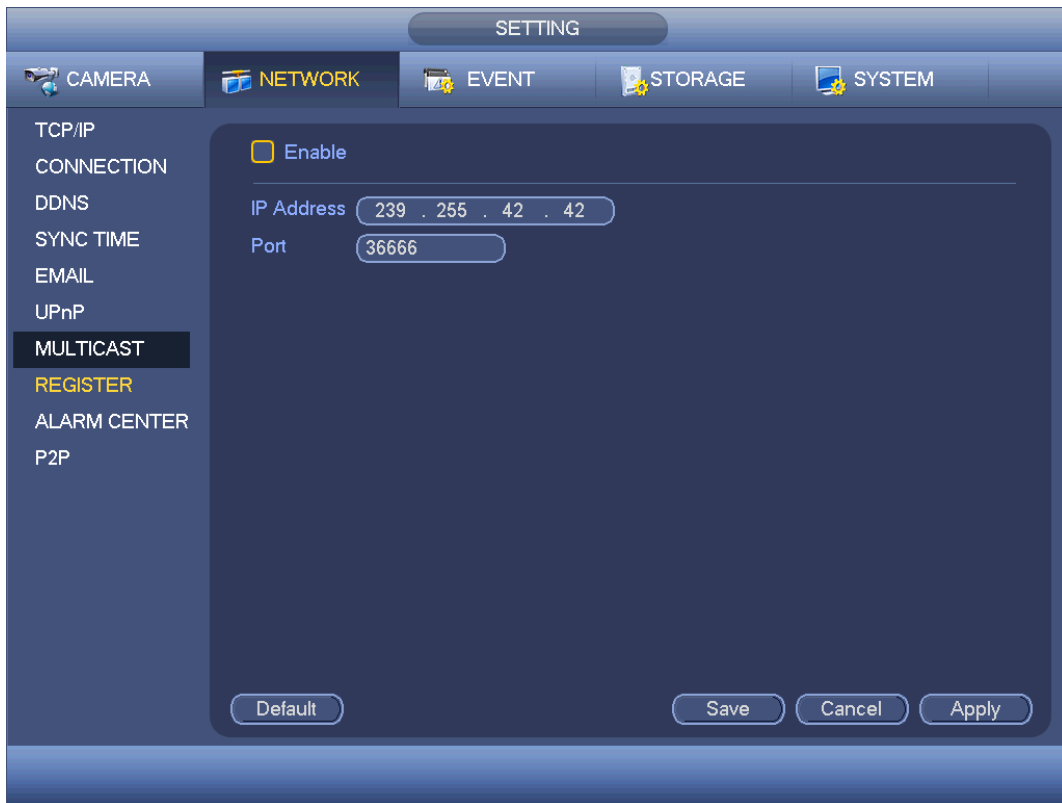 SETTING
CAMERA NETWORK EVENT STORAGE SYSTEM
TCP/IP
CONNECTION
DDNS
SYNC TIME
EMAIL
UPnP
MULTICAST
REGISTER
ALARM CENTER
P2P
Enable
IP Address 239 . 255 . 42 . 42
Port 36666
Default Save Cancel Apply